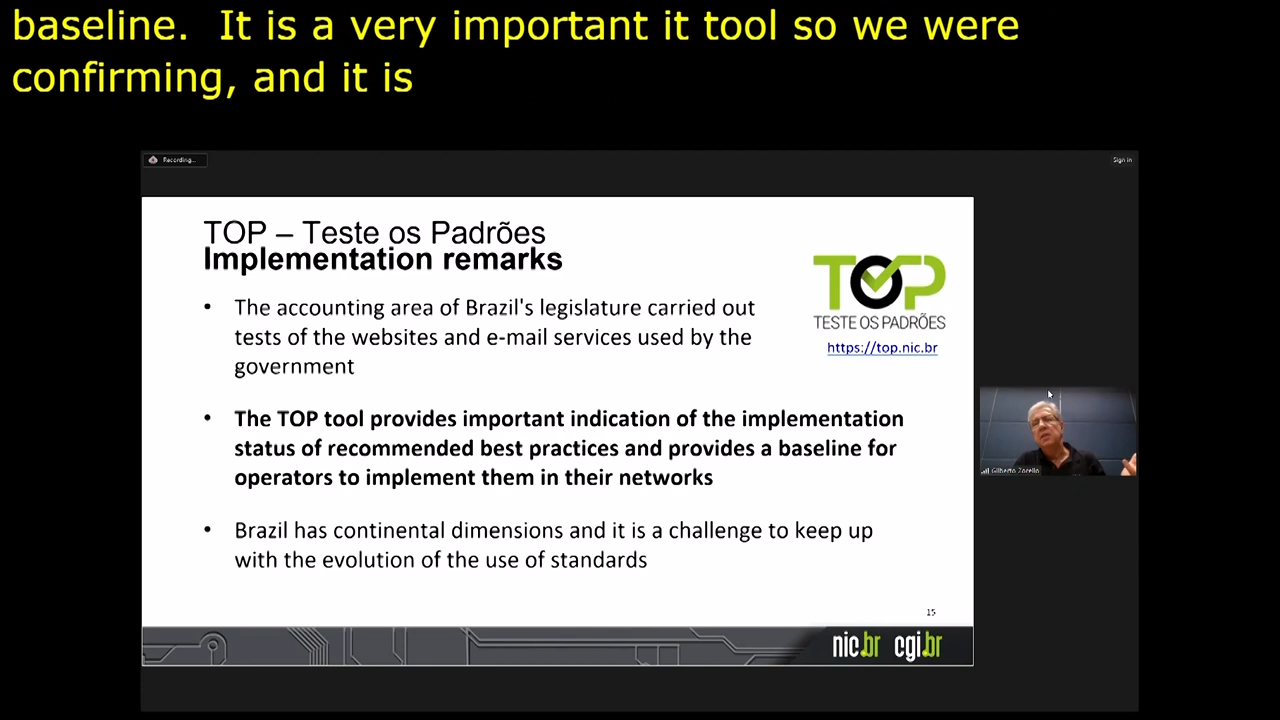 baseline.  It is a very important it tool so we were
confirming, and it is
Recording...
Sign in
TOP – Teste os Padrões
Implementation remarks
TOP
TESTE OS PADRÕES
https://top.nic.br
• The accounting area of Brazil's legislature carried out
tests of the websites and e-mail services used by the
government
• The TOP tool provides important indication of the implementation
status of recommended best practices and provides a baseline for
operators to implement them in their networks
• Brazil has continental dimensions and it is a challenge to keep up
with the evolution of the use of standards
Gilberto Zorello
15
nic.br cgi.br